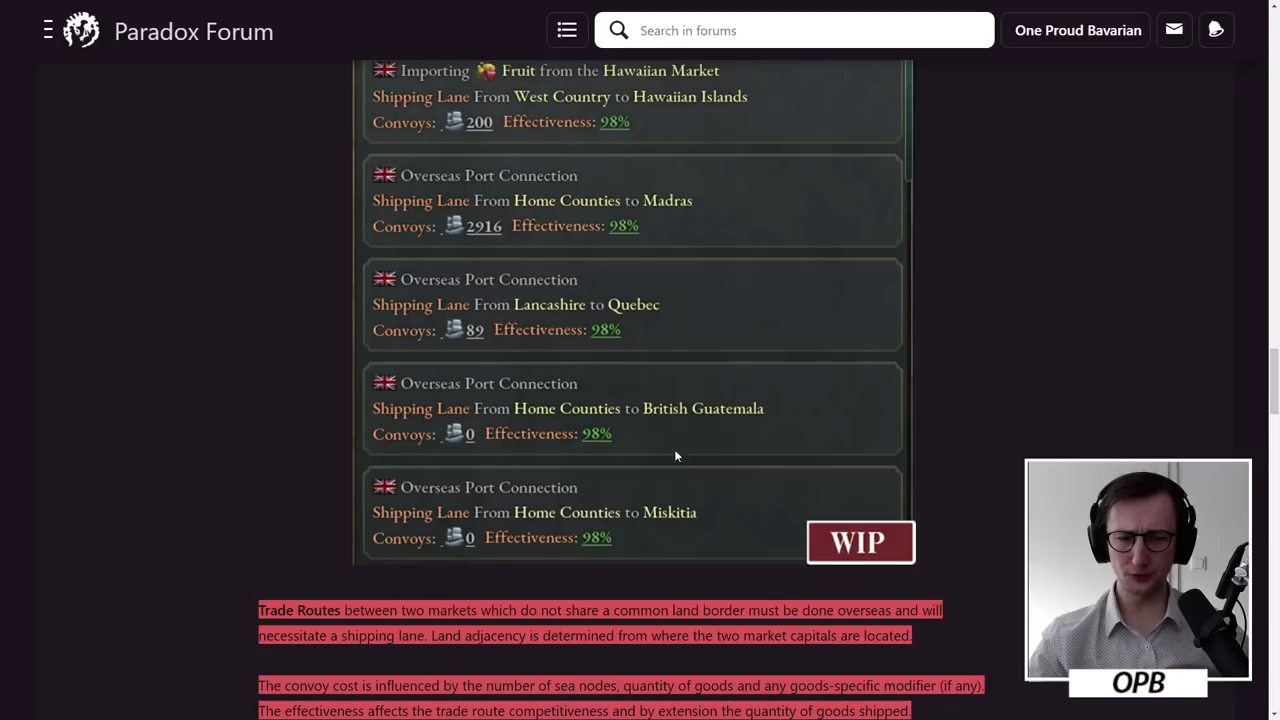 Paradox Forum
Search in forums
One Proud Bavarian
Importing Fruit from the Hawaiian Market
Shipping Lane From West Country to Hawaiian Islands
Convoys: 200 Effectiveness: 98%
Overseas Port Connection
Shipping Lane From Home Counties to Madras
Convoys: 2916 Effectiveness: 98%
Overseas Port Connection
Shipping Lane From Lancashire to Quebec
Convoys: 89 Effectiveness: 98%
Overseas Port Connection
Shipping Lane From Home Counties to British Guatemala
Convoys: 0 Effectiveness: 98%
Overseas Port Connection
Shipping Lane From Home Counties to Miskitia
Convoys: 0 Effectiveness: 98%
WIP
Trade Routes between two markets which do not share a common land border must be done overseas and will
necessitate a shipping lane. Land adjacency is determined from where the two market capitals are located.
The convoy cost is influenced by the number of sea nodes, quantity of goods and any goods-specific modifier (if any).
The effectiveness affects the trade route competitiveness and by extension the quantity of goods shipped.
OPB